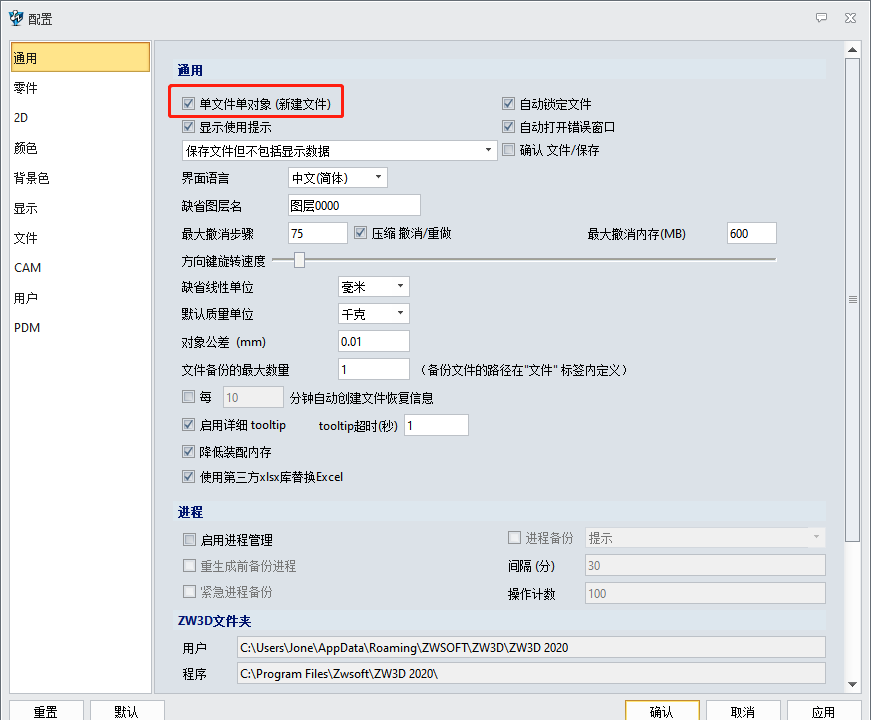 配置
通用
零件
2D
颜色
背景色
显示
文件
CAM
用户
PDM
通用
单文件单对象 (新建文件)
自动锁定文件
显示使用提示
自动打开错误窗口
保存文件但不包括显示数据
确认 文件/保存
界面语言 中文(简体)
缺省图层名 图层0000
最大撤消步骤 75 压缩 撤消/重做 最大撤消内存(MB) 600
方向键旋转速度
缺省线性单位 毫米
默认质量单位 千克
对象公差 (mm) 0.01
文件备份的最大数量 1 （备份文件的路径在"文件" 标签内定义）
每 10 分钟自动创建文件恢复信息
启用详细 tooltip tooltip超时(秒) 1
降低装配内存
使用第三方xlsx库替换Excel
进程
启用进程管理 进程备份 提示
重生成前备份进程 间隔 (分) 30
紧急进程备份 操作计数 100
ZW3D文件夹
用户 C:\Users\Jone\AppData\Roaming\ZWSOFT\ZW3D\ZW3D 2020
程序 C:\Program Files\Zwsoft\ZW3D 2020\
重置 默认 确认 取消 应用